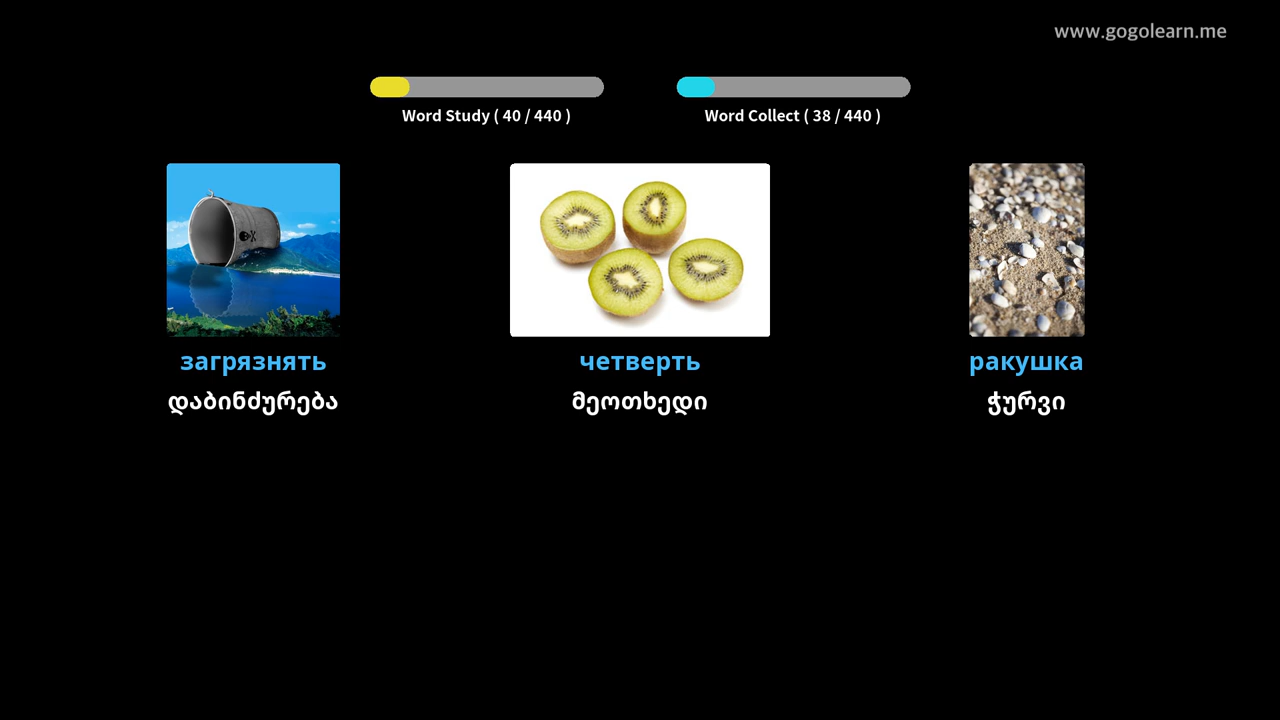 www.gogolearn.me
Word Study ( 40 / 440 )
Word Collect ( 38 / 440 )
загрязнять
დაბინძურება
четверть
მეოთხედი
ракушка
ჭურვი